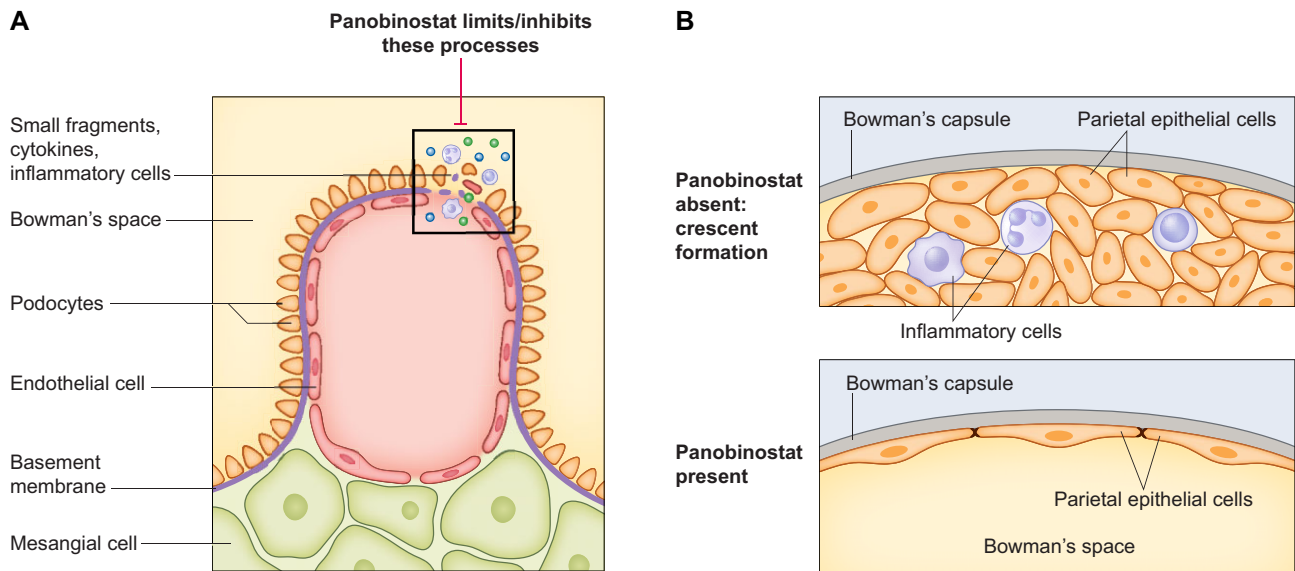 A
Panobinostat limits/inhibits
these processes
Small fragments,
cytokines,
inflammatory cells
Bowman's space
Podocytes
Endothelial cell
Basement
membrane
Mesangial cell
B
Panobinostat
absent:
crescent
formation
Bowman's capsule
Parietal epithelial cells
Inflammatory cells
Panobinostat
present
Bowman's capsule
Parietal epithelial cells
Bowman's space